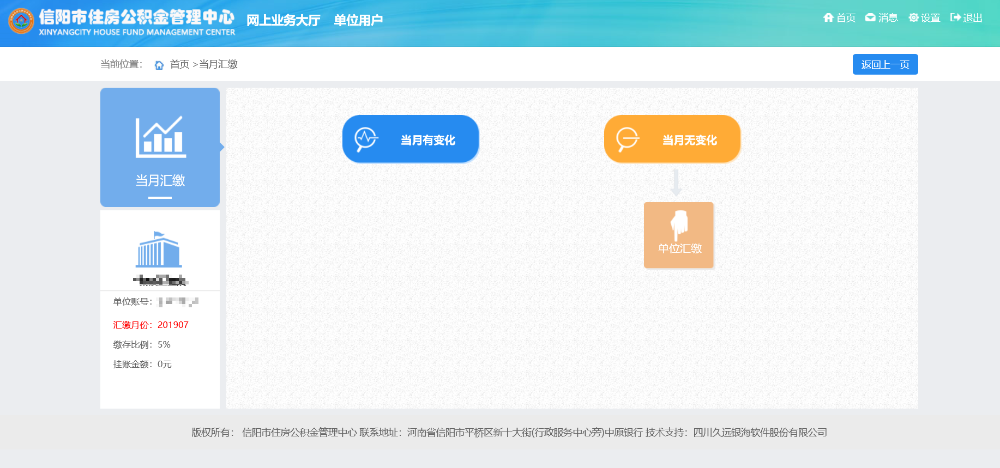 信阳市住房公积金管理中心
XINYANGCITY HOUSE FUND MANAGEMENT CENTER
网上业务大厅 单位用户
首页 消息 设置 退出
当前位置： 首页 >当月汇缴
返回上一页
当月汇缴
当月有变化
当月无变化
单位汇缴
单位账号：
汇缴月份：201907
缴存比例：5%
挂账金额：0元
版权所有： 信阳市住房公积金管理中心 联系地址：河南省信阳市平桥区新十大街(行政服务中心旁)中原银行 技术支持：四川久远银海软件股份有限公司